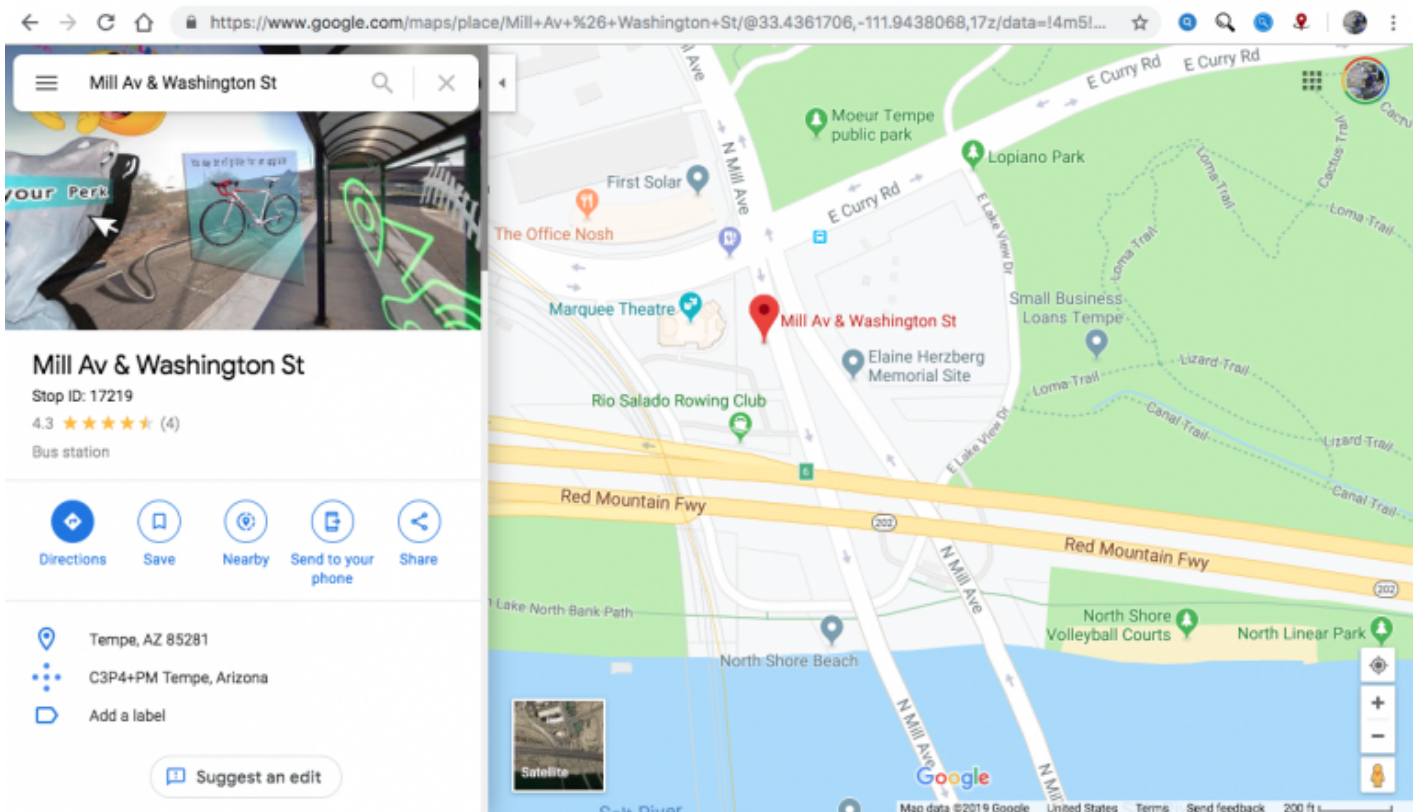 https://www.google.com/maps/place/Mill+Av+%26+Washington+St/@33.4361706,-111.9438068,17z/data=!4m5!...
Mill Av & Washington St
your Perk
Mill Av & Washington St
Stop ID: 17219
4.3
(4)
Bus station
Directions
Save
Nearby
Send to your
phone
Share
Tempe, AZ 85281
C3P4+PM Tempe, Arizona
Add a label
Suggest an edit
Mill Ave
E Curry Rd
E Curry Rd
Moeur Tempe
public park
Lopiano Park
Cactus Trail
Cactu
N Mill Ave
First Solar
E Curry Rd
The Office Nosh
E Lake View Dr
Loma Trail
Loma Trail
Loma Trail
Marquee Theatre
Mill Av & Washington St
Small Business
Loans Tempe
Elaine Herzberg
Memorial Site
Lizard Trail
Loma Trail
Rio Salado Rowing Club
Canal Trail
Lizard Trail
E Lake View Dr
6
Canal Trail
Red Mountain Fwy
202
Red Mountain Fwy
202
N Mill Ave
Lake North Bank Path
North Shore
Volleyball Courts
North Linear Park
North Shore Beach
N Mill Ave
N Mil
Satellite
Google
Salt River
Map data ©2019 Google
United States
Terms
Send feedback
200 ft